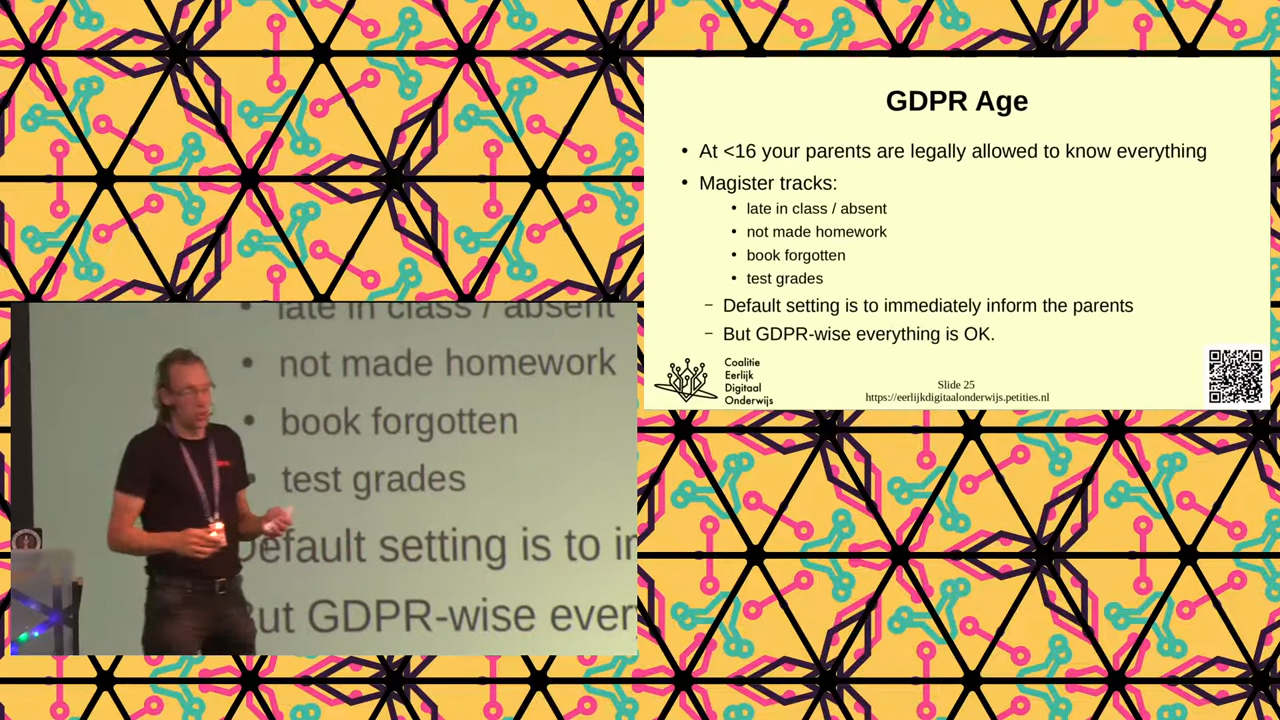 GDPR Age
• At <16 your parents are legally allowed to know everything
• Magister tracks:
• late in class / absent
• not made homework
• book forgotten
• test grades
– Default setting is to immediately inform the parents
– But GDPR-wise everything is OK.
Coalitie
Eerlijk
Digitaal
Onderwijs
Slide 25
https://eerlijkdigitaalonderwijs.petities.nl
• late in class / absent
• not made homework
• book forgotten
• test grades
Default setting is to
But GDPR-wise